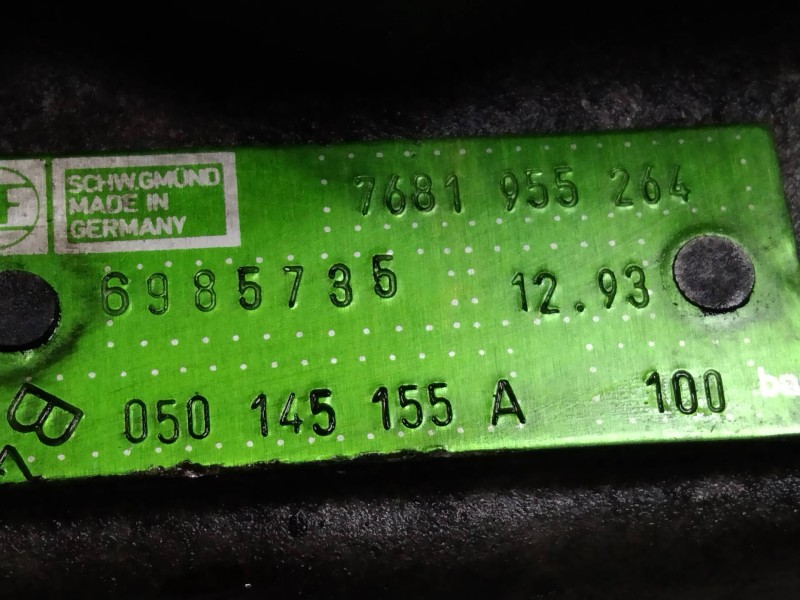 SCHW.GMÜND
MADE IN
GERMANY
7681 955 264
6985735
12.93
050 145 155 A
100
B